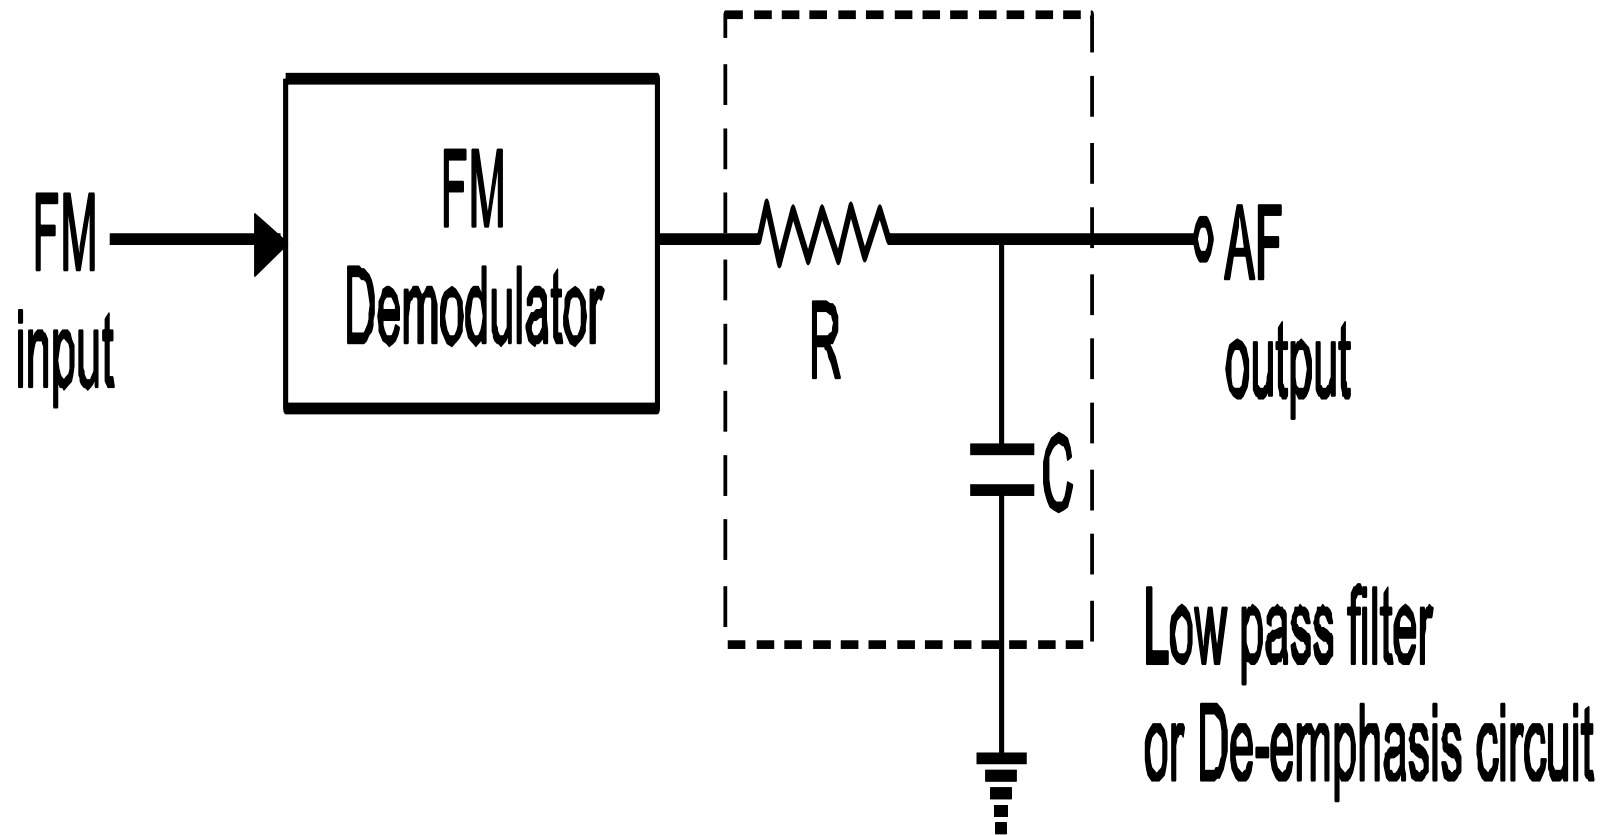 FM
input
FM
Demodulator
R
C
AF
output
Low pass filter
or De-emphasis circuit